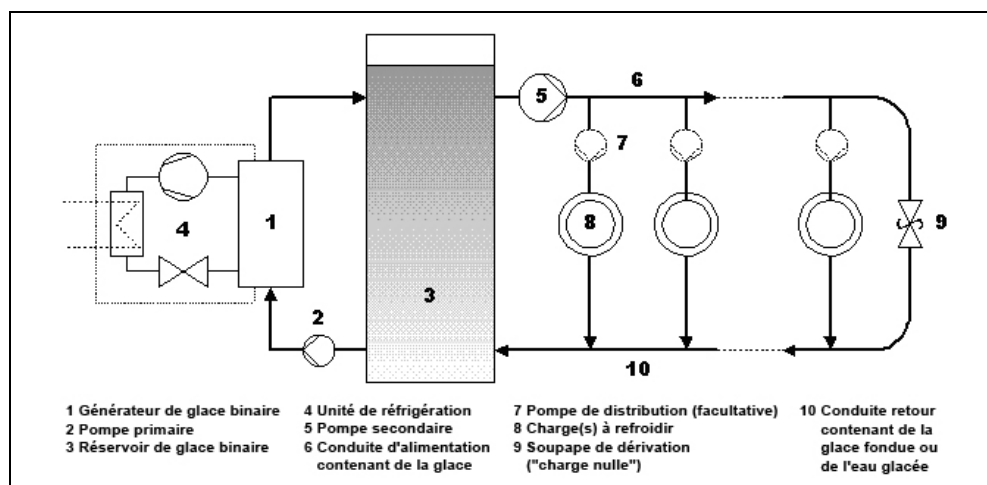 6
5
7
1
4
8
9
3
2
10
1 Générateur de glace binaire
2 Pompe primaire
3 Réservoir de glace binaire
4 Unité de réfrigération
5 Pompe secondaire
6 Conduite d'alimentation
contenant de la glace
7 Pompe de distribution (facultative)
8 Charge(s) à refroidir
9 Soupape de dérivation
("charge nulle")
10 Conduite retour
contenant de la
glace fondue ou
de l'eau glacée